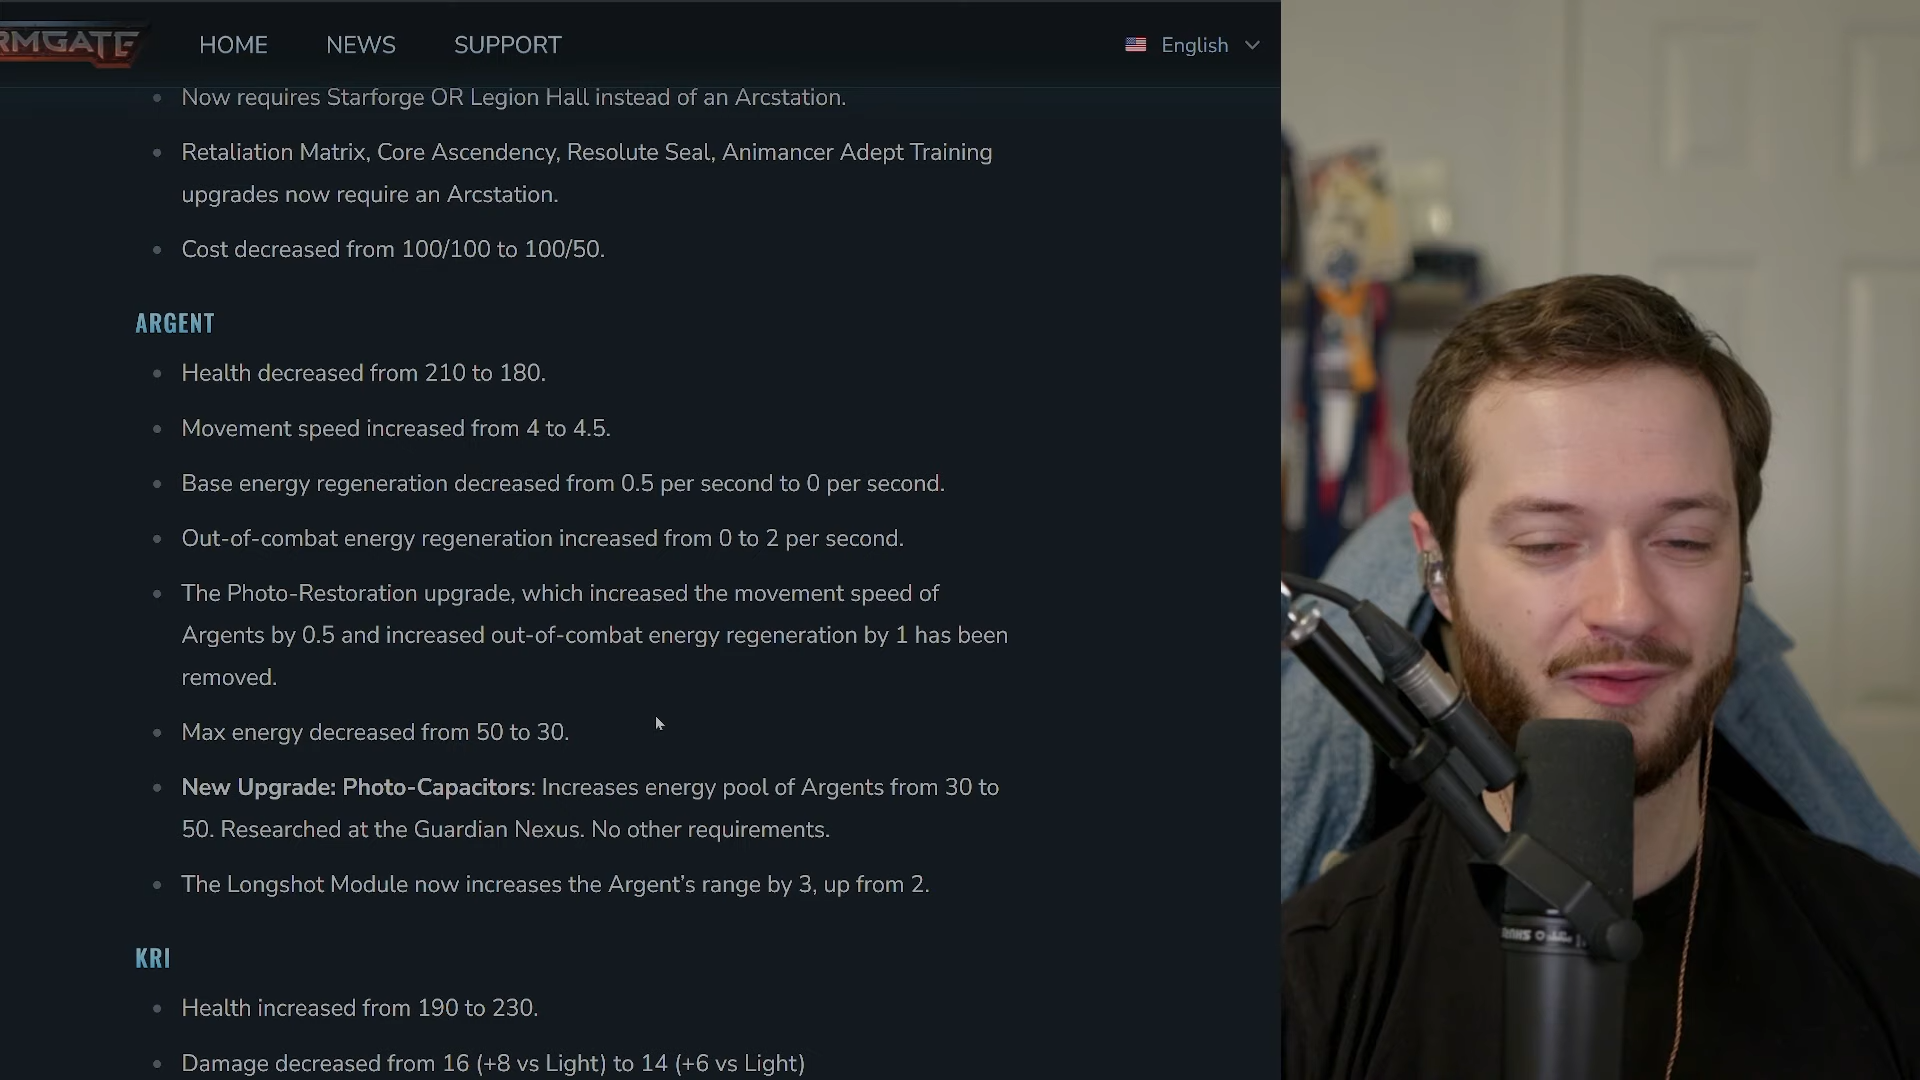 RMGATE HOME NEWS SUPPORT English
Now requires Starforge OR Legion Hall instead of an Arcstation.
Retaliation Matrix, Core Ascendency, Resolute Seal, Animancer Adept Training
upgrades now require an Arcstation.
Cost decreased from 100/100 to 100/50.
ARGENT
Health decreased from 210 to 180.
Movement speed increased from 4 to 4.5.
Base energy regeneration decreased from 0.5 per second to 0 per second.
Out-of-combat energy regeneration increased from 0 to 2 per second.
The Photo-Restoration upgrade, which increased the movement speed of
Argents by 0.5 and increased out-of-combat energy regeneration by 1 has been
removed.
Max energy decreased from 50 to 30.
New Upgrade: Photo-Capacitors: Increases energy pool of Argents from 30 to
50. Researched at the Guardian Nexus. No other requirements.
The Longshot Module now increases the Argent's range by 3, up from 2.
KRI
Health increased from 190 to 230.
Damage decreased from 16 (+8 vs Light) to 14 (+6 vs Light)